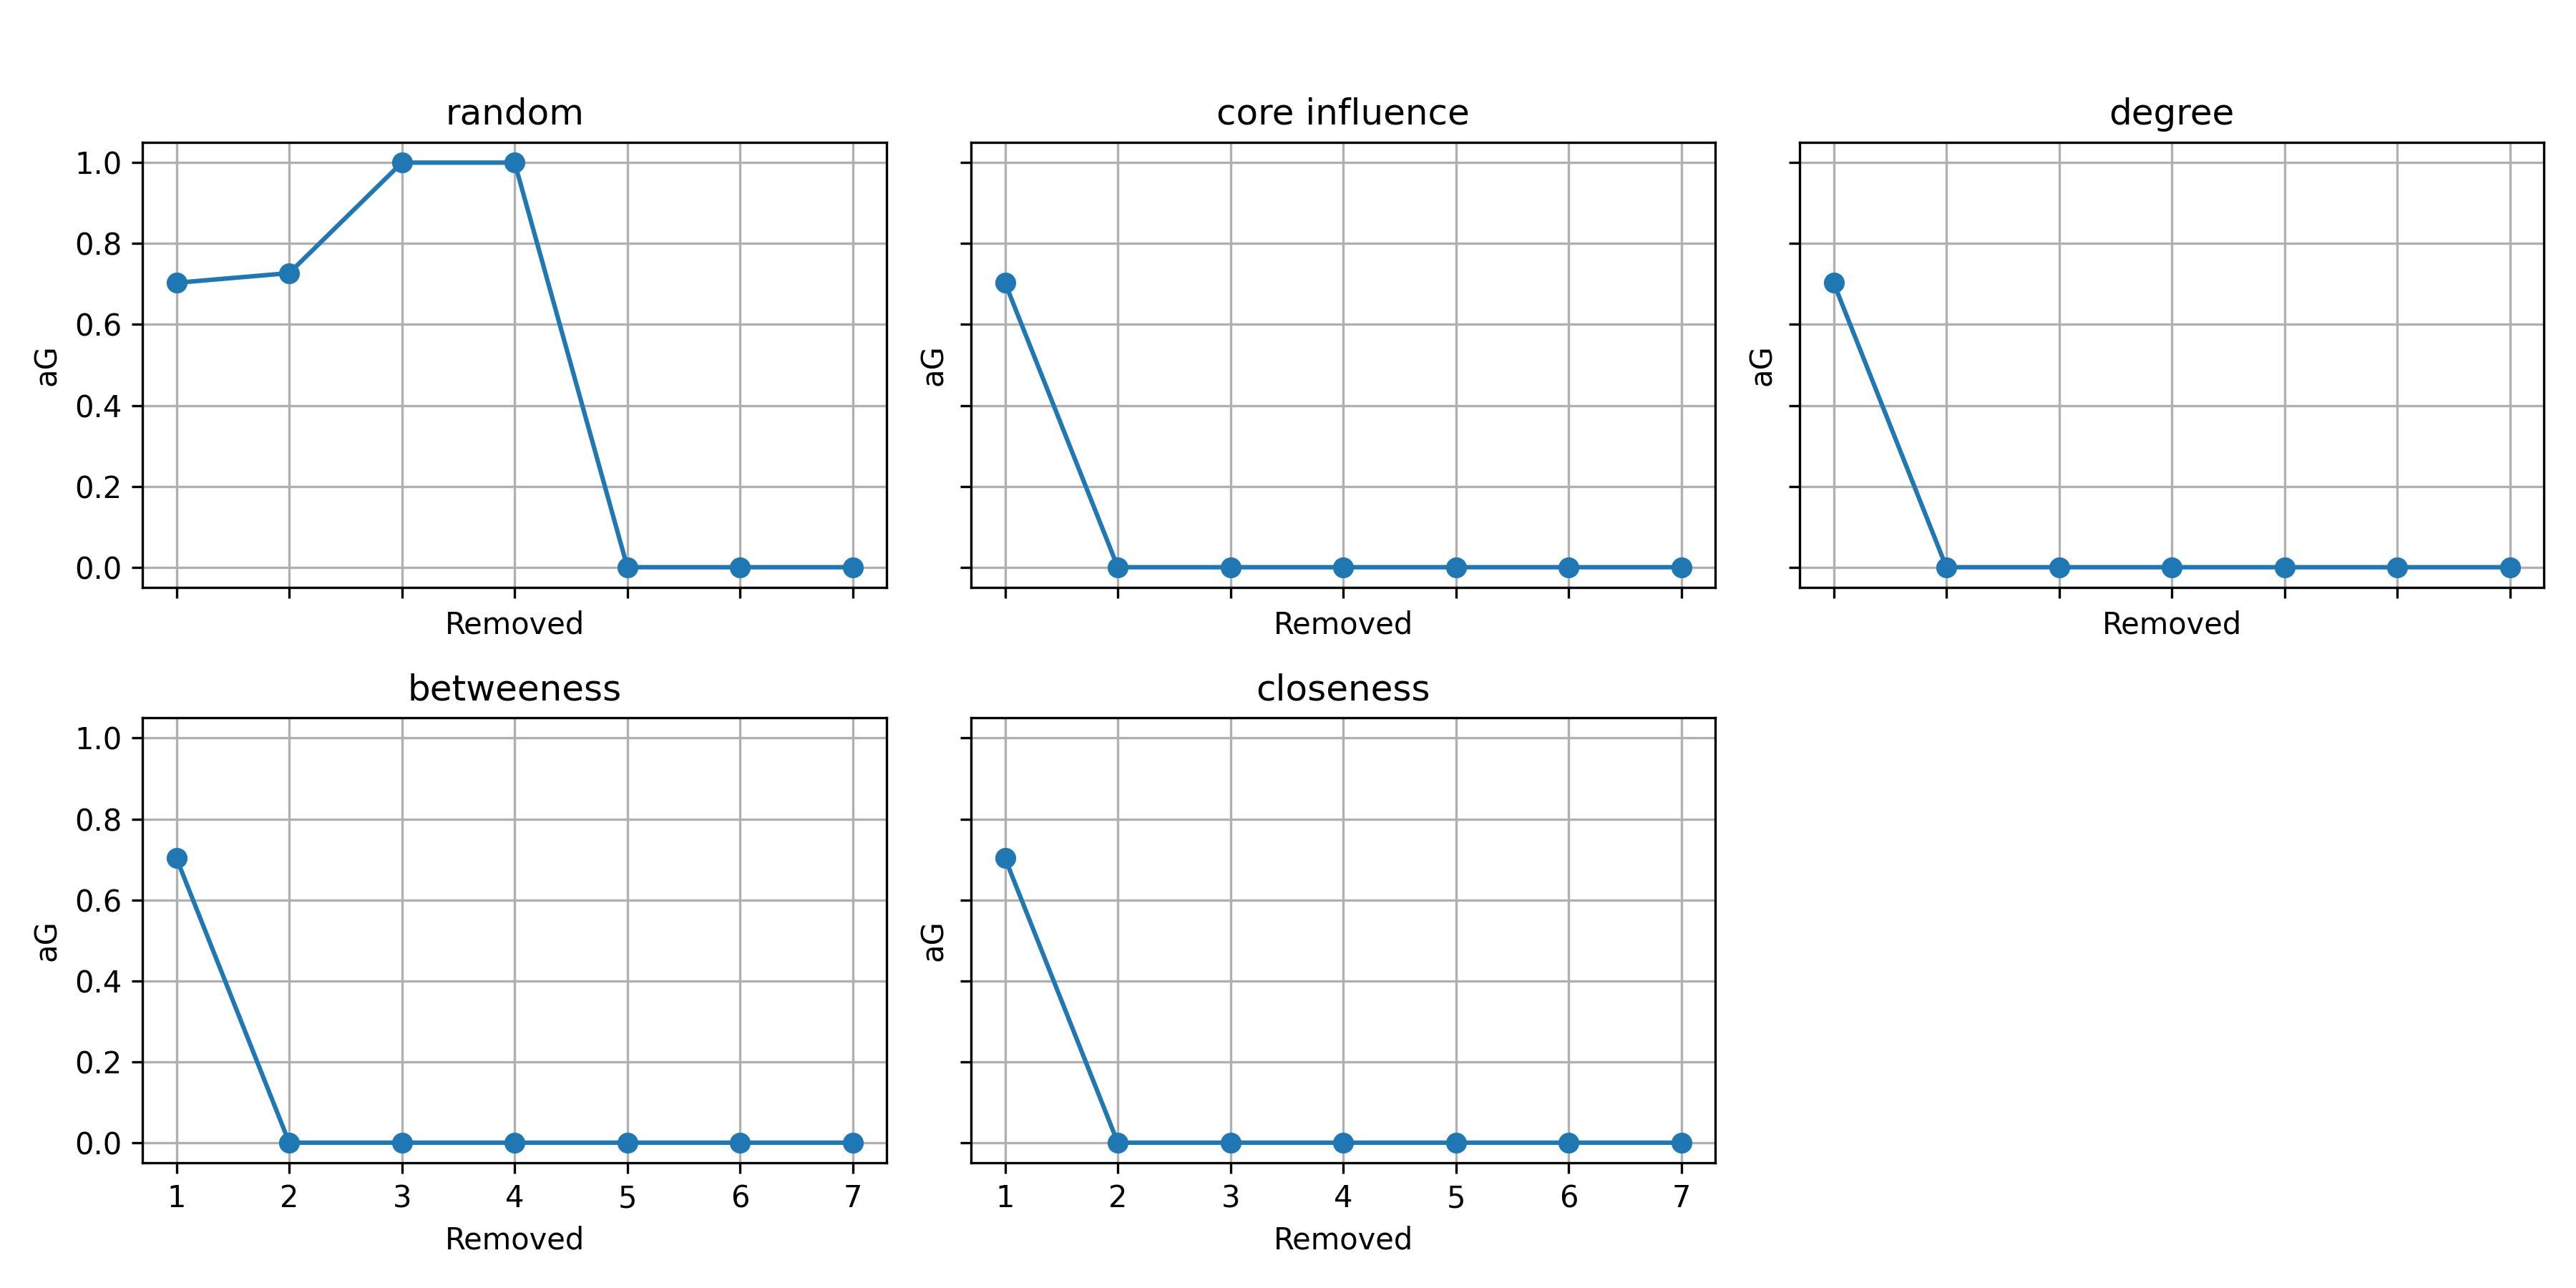 random
core influence
degree
1.0
0.8
0.6
0.4
0.2
0.0
aG
aG
aG
Removed
Removed
Removed
betweeness
closeness
1.0
0.8
0.6
0.4
0.2
0.0
aG
aG
1 2 3 4 5 6 7
1 2 3 4 5 6 7
Removed
Removed